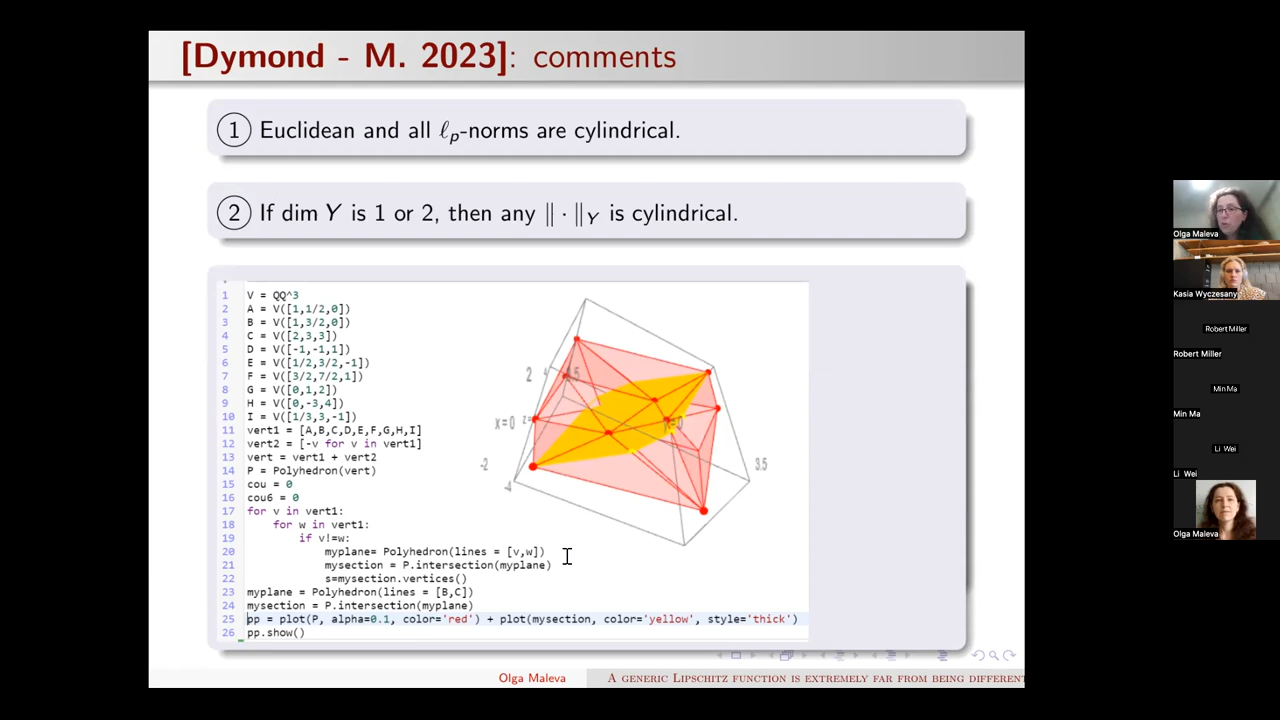 [Dymond - M. 2023]: comments
1 Euclidean and all ℓp-norms are cylindrical.
2 If dim Y is 1 or 2, then any ‖ · ‖Y is cylindrical.
1 V = QQ^3
2 A = V([1,1/2,0])
3 B = V([1,3/2,0])
4 C = V([2,3,3])
5 D = V([-1,-1,1])
6 E = V([1/2,3/2,-1])
7 F = V([3/2,7/2,1])
8 G = V([0,1,2])
9 H = V([0,-3,4])
10 I = V([1/3,3,-1])
11 vert1 = [A,B,C,D,E,F,G,H,I]
12 vert2 = [-v for v in vert1]
13 vert = vert1 + vert2
14 P = Polyhedron(vert)
15 cou = 0
16 cou6 = 0
17 for v in vert1:
18 for w in vert1:
19 if v!=w:
20 myplane= Polyhedron(lines = [v,w])
21 mysection = P.intersection(myplane)
22 s=mysection.vertices()
23 myplane = Polyhedron(lines = [B,C])
24 mysection = P.intersection(myplane)
25 pp = plot(P, alpha=0.1, color='red') + plot(mysection, color='yellow', style='thick')
26 pp.show()
2
4
x=0
-2
-4
3.5
Olga Maleva
A GENERIC LIPSCHITZ FUNCTION IS EXTREMELY FAR FROM BEING DIFFEREN
Olga Maleva
Kasia Wyczesany
Robert Miller
Robert Miller
Min Ma
Min Ma
Li Wei
Li Wei
Olga Maleva